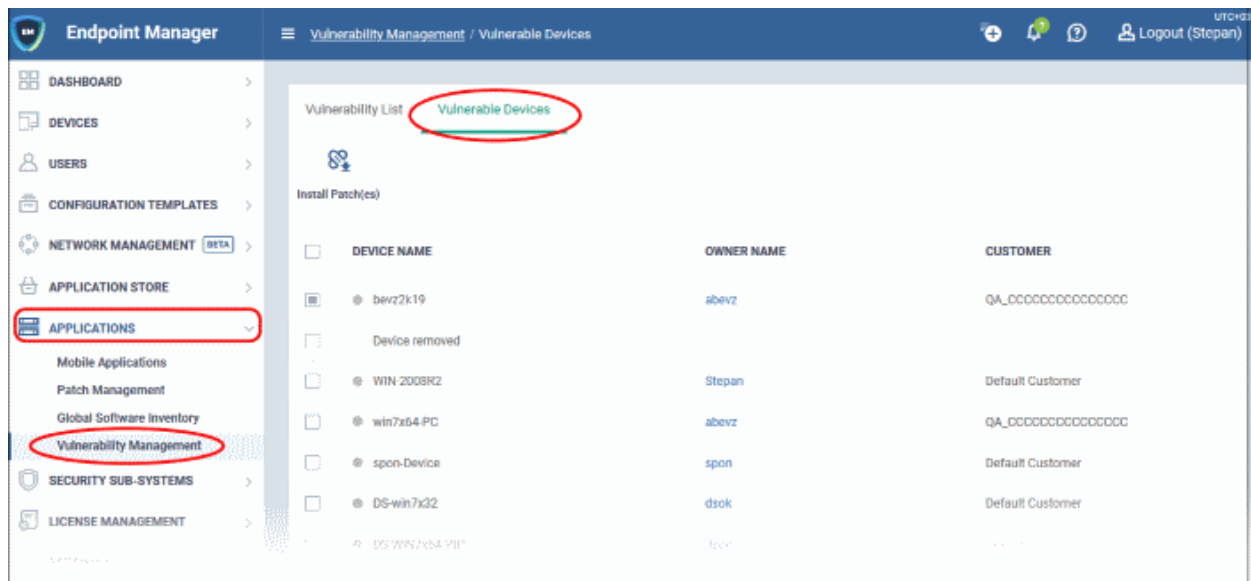 EM Endpoint Manager
Vulnerability Management / Vulnerable Devices
UTC+03
Logout (Stepan)
DASHBOARD
DEVICES
USERS
CONFIGURATION TEMPLATES
NETWORK MANAGEMENT BETA
APPLICATION STORE
APPLICATIONS
Mobile Applications
Patch Management
Global Software Inventory
Vulnerability Management
SECURITY SUB-SYSTEMS
LICENSE MANAGEMENT
Vulnerability List Vulnerable Devices
Install Patch(es)
DEVICE NAME OWNER NAME CUSTOMER
bevz2k19 abevz QA_CCCCCCCCCCCCCCC
Device removed
WIN-2008R2 Stepan Default Customer
win7x64-PC abevz QA_CCCCCCCCCCCCCCC
spon-Device spon Default Customer
DS-win7x32 dsok Default Customer